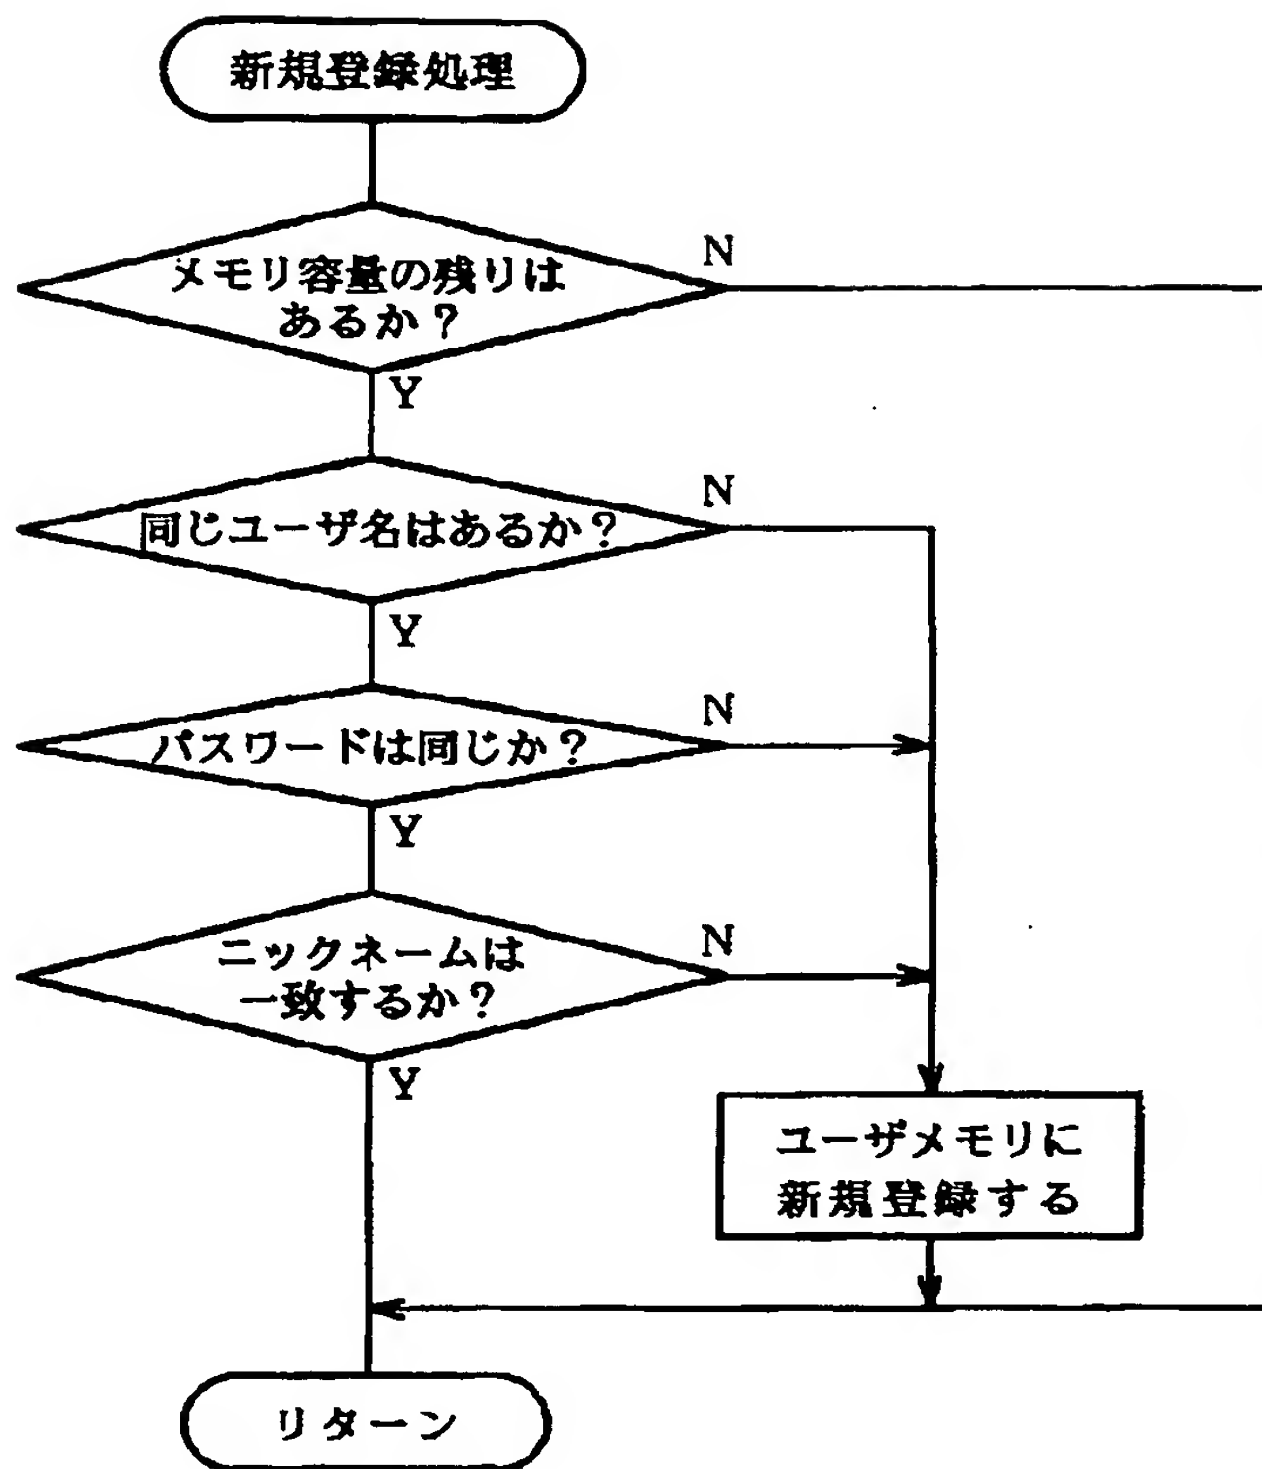 新規登録処理
メモリ容量の残りは
あるか？
N
Y
同じユーザ名はあるか？
N
Y
パスワードは同じか？
N
Y
ニックネームは
一致するか？
N
Y
ユーザメモリに
新規登録する
リターン